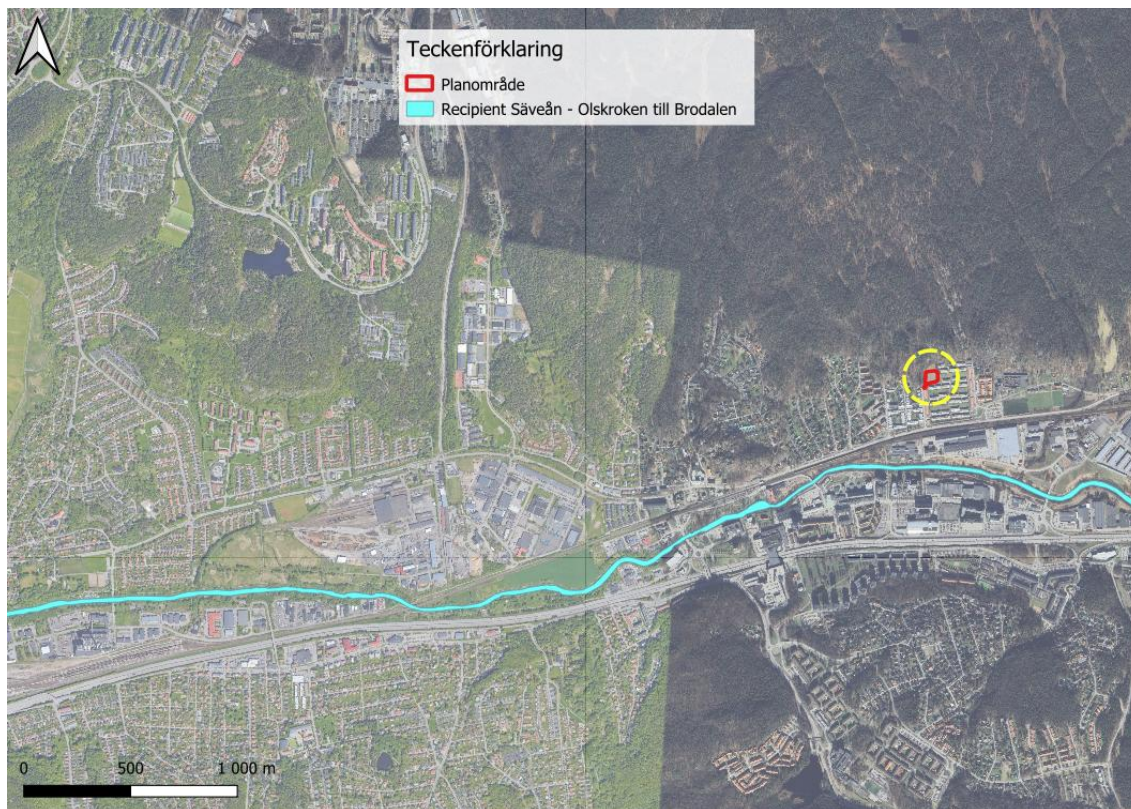 Teckenförklaring
Planområde
Recipient Säveån - Olskroken till Brodalen
0 500 1 000 m